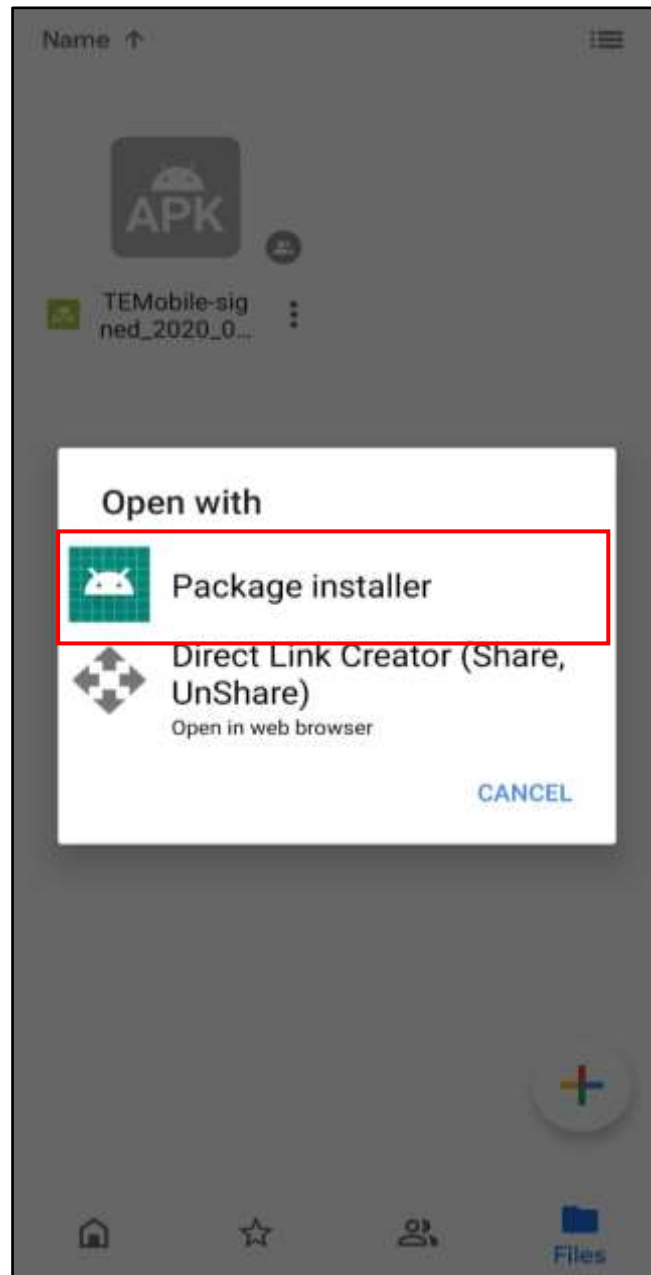 Name ↑
APK
TEMobile-sig
ned_2020_0...
Open with
Package installer
Direct Link Creator (Share,
UnShare)
Open in web browser
CANCEL
Files